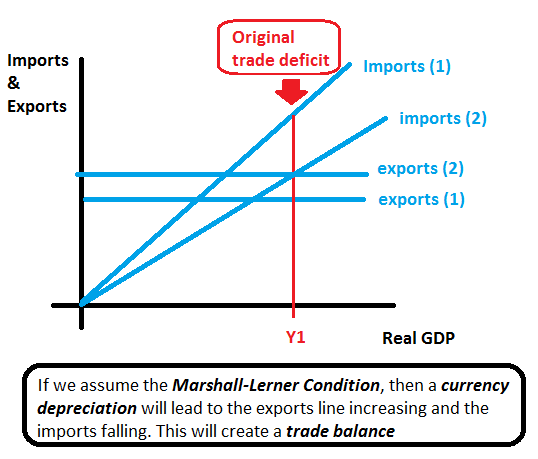 Original
trade deficit
Imports
&
Exports
Imports (1)
imports (2)
exports (2)
exports (1)
Y1
Real GDP
If we assume the Marshall-Lerner Condition, then a currency
depreciation will lead to the exports line increasing and the
imports falling. This will create a trade balance